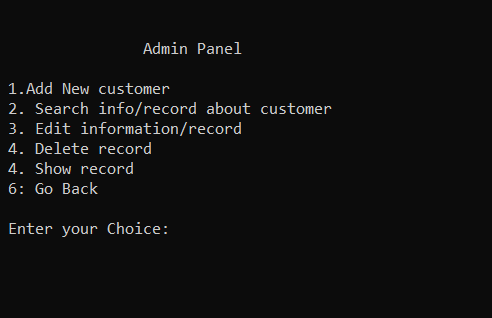 Admin Panel
1.Add New customer
2. Search info/record about customer
3. Edit information/record
4. Delete record
4. Show record
6: Go Back
Enter your Choice: